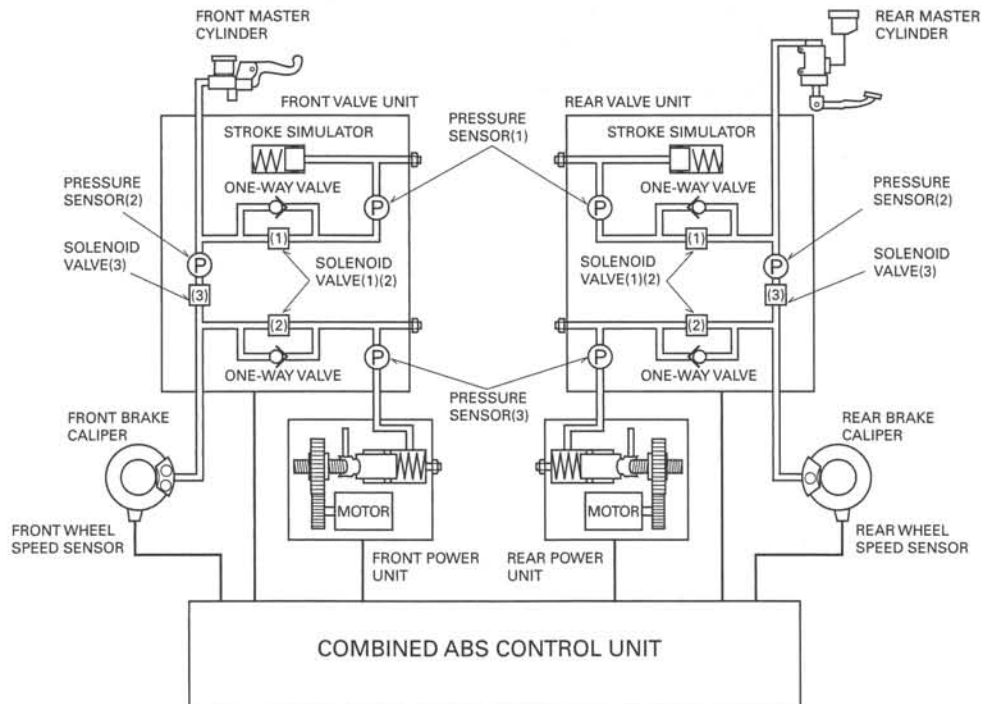 FRONT MASTER
CYLINDER
REAR MASTER
CYLINDER
FRONT VALVE UNIT
REAR VALVE UNIT
STROKE SIMULATOR
PRESSURE
SENSOR(1)
STROKE SIMULATOR
PRESSURE
SENSOR(2)
ONE-WAY VALVE
P
P
ONE-WAY VALVE
PRESSURE
SENSOR(2)
SOLENOID
VALVE(3)
P
(1)
SOLENOID
VALVE(1)(2)
SOLENOID
VALVE(1)(2)
(1)
P
SOLENOID
VALVE(3)
(3)
(3)
(2)
(2)
ONE-WAY VALVE
P
P
ONE-WAY VALVE
PRESSURE
SENSOR(3)
FRONT BRAKE
CALIPER
REAR BRAKE
CALIPER
MOTOR
MOTOR
FRONT WHEEL
SPEED SENSOR
FRONT POWER
UNIT
REAR POWER
UNIT
REAR WHEEL
SPEED SENSOR
COMBINED ABS CONTROL UNIT